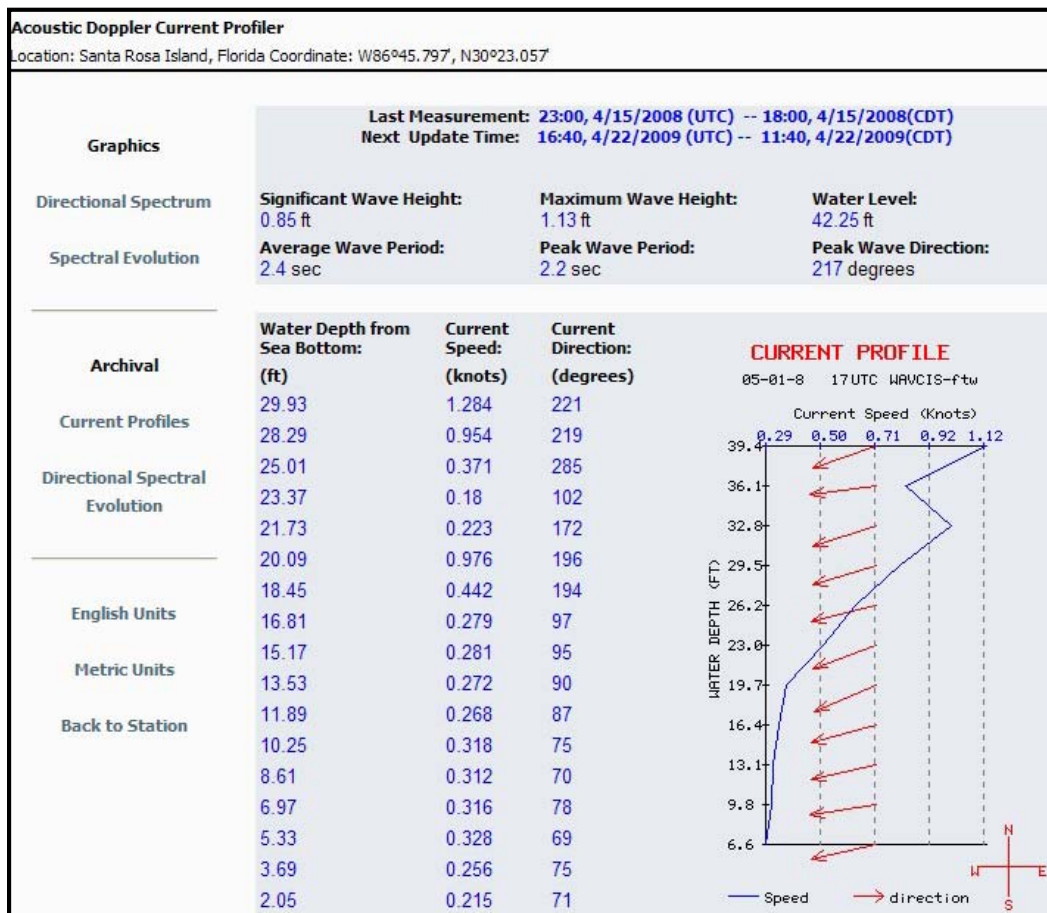 Acoustic Doppler Current Profiler
Location: Santa Rosa Island, Florida Coordinate: W86º45.797', N30º23.057'
Graphics
Directional Spectrum
Spectral Evolution
Archival
Current Profiles
Directional Spectral
Evolution
English Units
Metric Units
Back to Station
Last Measurement: 23:00, 4/15/2008 (UTC) -- 18:00, 4/15/2008(CDT)
Next Update Time: 16:40, 4/22/2009 (UTC) -- 11:40, 4/22/2009(CDT)
Significant Wave Height: Maximum Wave Height: Water Level:
0.85 ft 1.13 ft 42.25 ft
Average Wave Period: Peak Wave Period: Peak Wave Direction:
2.4 sec 2.2 sec 217 degrees
Water Depth from Current Current
Sea Bottom: Speed: Direction:
(ft) (knots) (degrees)
29.93 1.284 221
28.29 0.954 219
25.01 0.371 285
23.37 0.18 102
21.73 0.223 172
20.09 0.976 196
18.45 0.442 194
16.81 0.279 97
15.17 0.281 95
13.53 0.272 90
11.89 0.268 87
10.25 0.318 75
8.61 0.312 70
6.97 0.316 78
5.33 0.328 69
3.69 0.256 75
2.05 0.215 71
CURRENT PROFILE
05-01-8 17UTC WAVCIS-ftw
Current Speed (Knots)
0.29 0.50 0.71 0.92 1.12
WATER DEPTH (FT)
39.4
36.1
32.8
29.5
26.2
23.0
19.7
16.4
13.1
9.8
6.6
N
W E
S
Speed direction